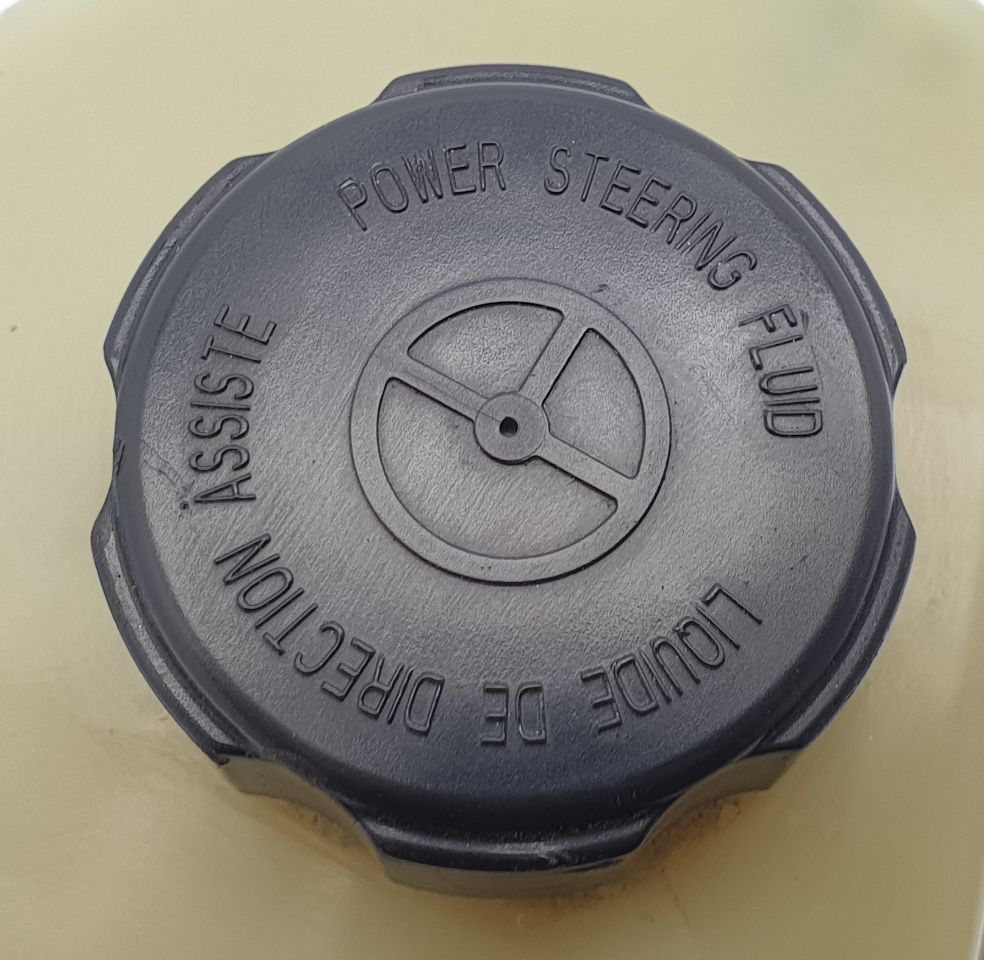 POWER STEERING FLUID
LIQUIDE DE DIRECTION ASSISTE